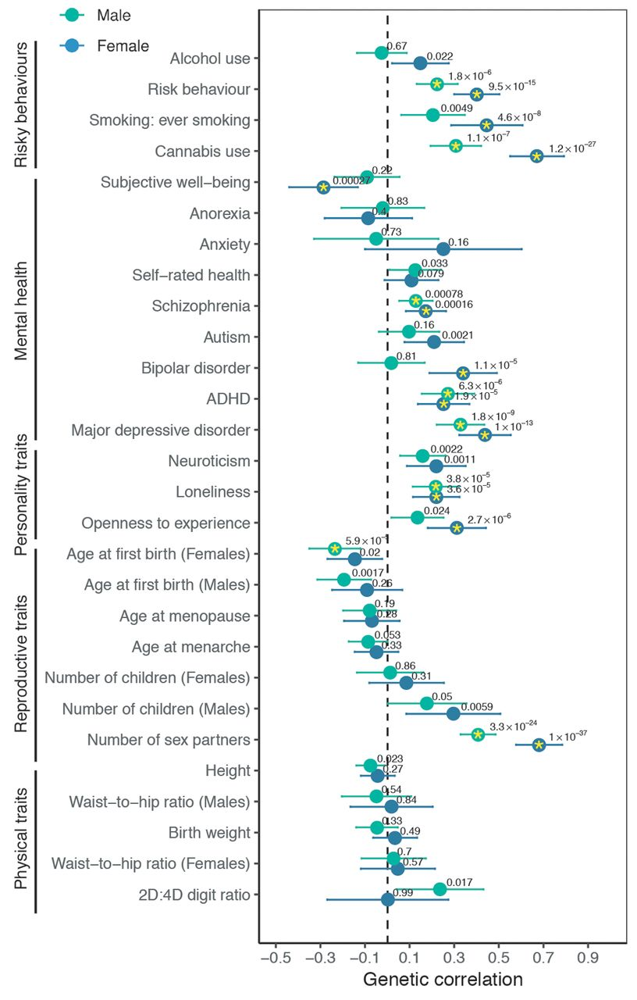 Male
Female
Risky behaviours
Alcohol use
0.67
0.022
Risk behaviour
1.8×10⁻⁶
9.5×10⁻¹⁵
Smoking: ever smoking
0.0049
4.6×10⁻⁸
Cannabis use
1.1×10⁻⁷
1.2×10⁻²⁷
Mental health
Subjective well–being
0.22
0.00027
Anorexia
0.83
0.4
Anxiety
0.73
0.16
Self–rated health
0.033
0.079
Schizophrenia
0.00078
0.00016
Autism
0.16
0.0021
Bipolar disorder
0.81
1.1×10⁻⁵
ADHD
6.3×10⁻⁶
1.9×10⁻⁵
Major depressive disorder
1.8×10⁻⁹
1×10⁻¹³
Personality traits
Neuroticism
0.0022
0.0011
Loneliness
3.8×10⁻⁵
3.6×10⁻⁵
Openness to experience
0.024
2.7×10⁻⁶
Reproductive traits
Age at first birth (Females)
0.02
Age at first birth (Males)
0.0017
0.26
Age at menopause
0.19
0.28
Age at menarche
0.053
0.33
Number of children (Females)
0.86
0.31
Number of children (Males)
0.05
0.0059
Number of sex partners
3.3×10⁻²⁴
1×10⁻³⁷
Physical traits
Height
0.023
0.27
Waist–to–hip ratio (Males)
0.54
0.84
Birth weight
0.33
0.49
Waist–to–hip ratio (Females)
0.7
0.57
2D:4D digit ratio
0.017
0.99
−0.5 −0.3 −0.1 0.1 0.3 0.5 0.7 0.9
Genetic correlation